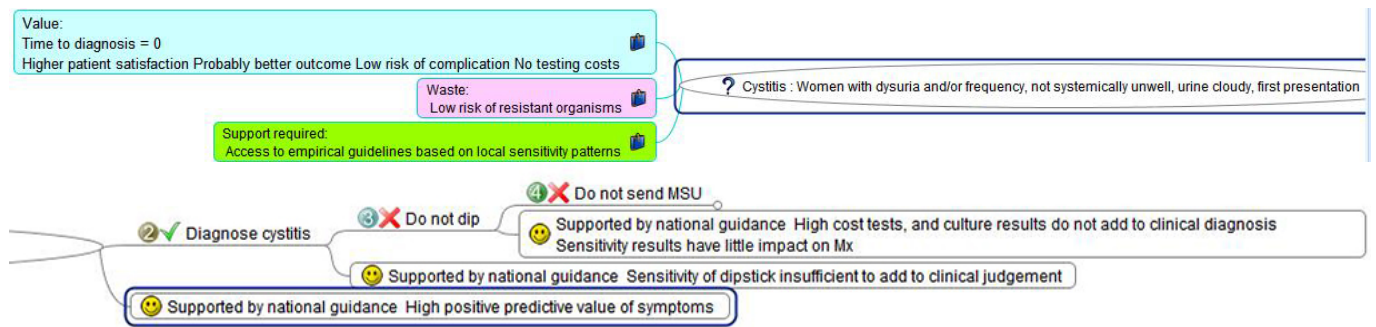 Value:
Time to diagnosis = 0
Higher patient satisfaction Probably better outcome Low risk of complication No testing costs
Waste:
Low risk of resistant organisms
Support required:
Access to empirical guidelines based on local sensitivity patterns
? Cystitis : Women with dysuria and/or frequency, not systemically unwell, urine cloudy, first presentation
4 Do not send MSU
3 Do not dip
2 Diagnose cystitis
Supported by national guidance High cost tests, and culture results do not add to clinical diagnosis
Sensitivity results have little impact on Mx
Supported by national guidance Sensitivity of dipstick insufficient to add to clinical judgement
Supported by national guidance High positive predictive value of symptoms